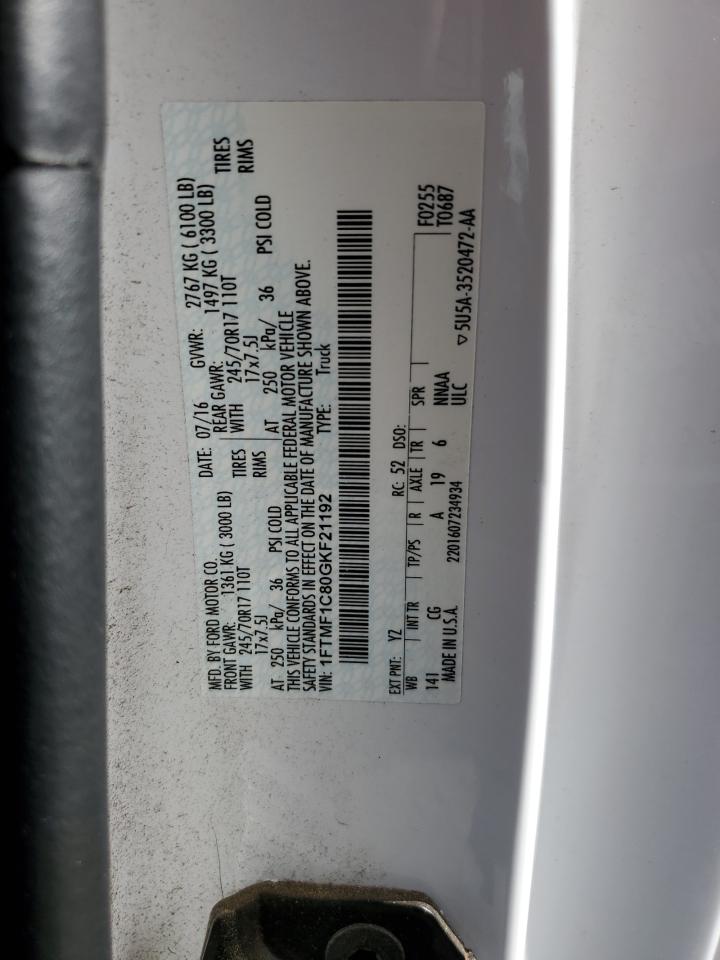 MFD. BY FORD MOTOR CO.
DATE: 07/16 GVWR: 2767 KG ( 6100 LB)
FRONT GAWR: 1361 KG ( 3000 LB) REAR GAWR: 1497 KG ( 3300 LB)
WITH 245/70R17 110T TIRES WITH 245/70R17 110T TIRES
17x7.5J RIMS 17x7.5J RIMS
AT 250 kPa/ 36 PSI COLD AT 250 kPa/ 36 PSI COLD
THIS VEHICLE CONFORMS TO ALL APPLICABLE FEDERAL MOTOR VEHICLE
SAFETY STANDARDS IN EFFECT ON THE DATE OF MANUFACTURE SHOWN ABOVE.
VIN: 1FTMF1C80GKF21192 TYPE: Truck
EXT PNT: YZ RC: 52 DSO: F0255
WB INT TR TP/PS R AXLE TR SPR T0687
141 CG A 19 6 NNAA
MADE IN U.S.A. 2201607234934 ULC ▽5U5A-3520472-AA